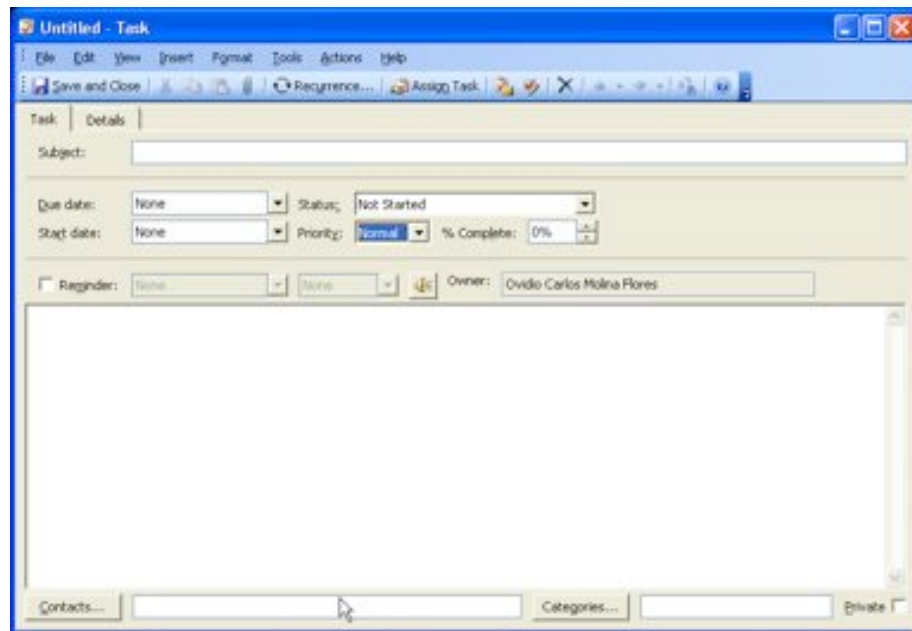 Untitled - Task
File Edit View Insert Format Tools Actions Help
Save and Close Recurrence... Assign Task
Task Details
Subject:
Due date: None Status: Not Started
Start date: None Priority: Normal % Complete: 0%
Reminder: None None Owner: Ovidio Carlos Molina Flores
Contacts... Categories... Private